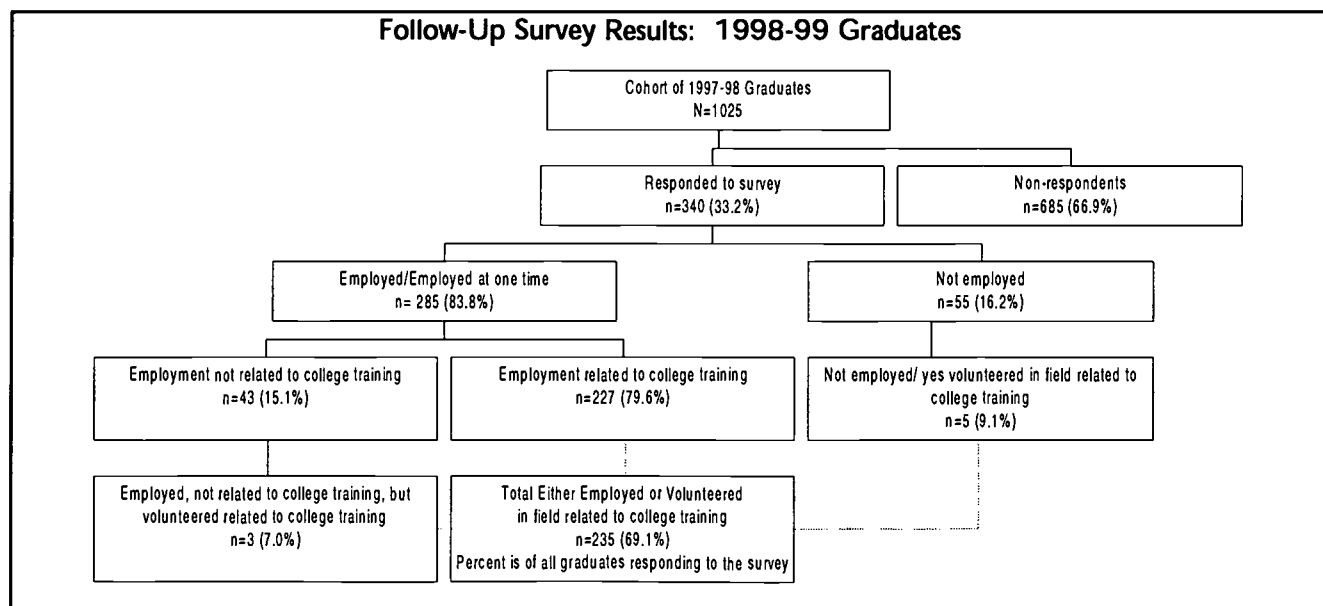 Follow-Up Survey Results: 1998-99 Graduates
Cohort of 1997-98 Graduates
N=1025
Responded to survey
n=340 (33.2%)
Non-respondents
n=685 (66.9%)
Employed/Employed at one time
n= 285 (83.8%)
Not employed
n=55 (16.2%)
Employment not related to college training
n=43 (15.1%)
Employment related to college training
n=227 (79.6%)
Not employed/ yes volunteered in field related to
college training
n=5 (9.1%)
Employed, not related to college training, but
volunteered related to college training
n=3 (7.0%)
Total Either Employed or Volunteered
in field related to college training
n=235 (69.1%)
Percent is of all graduates responding to the survey